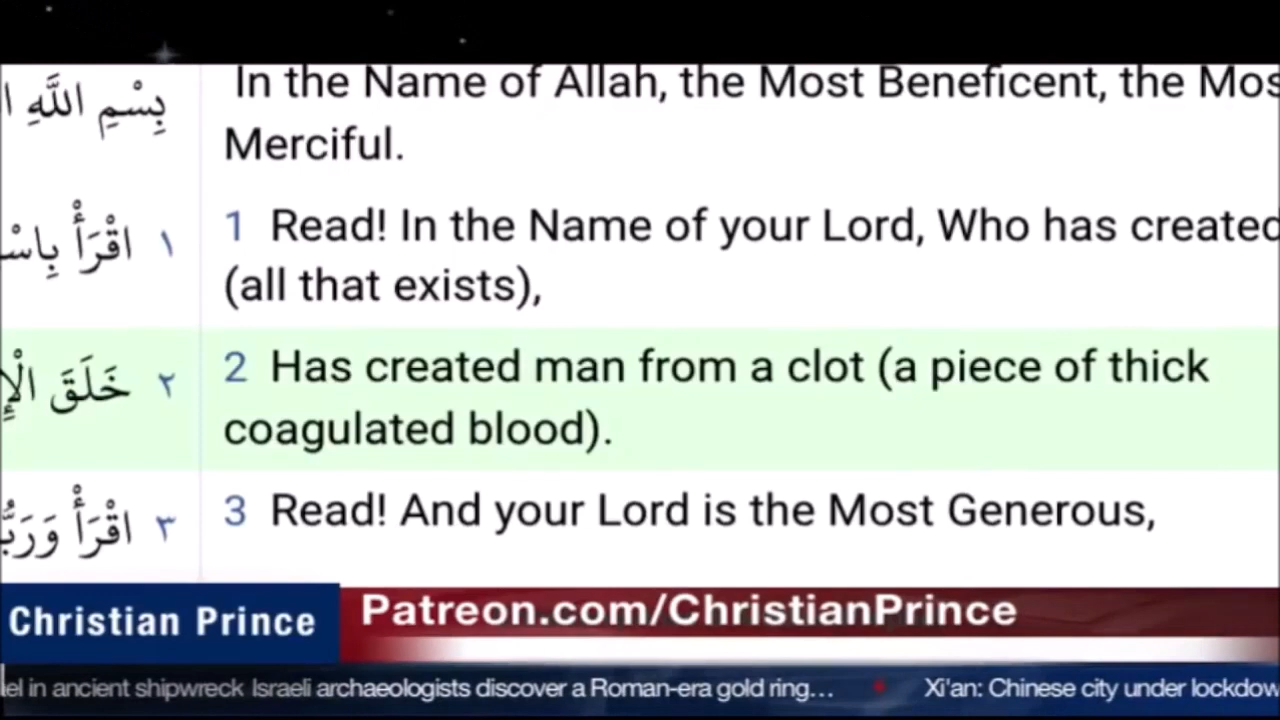 بِسْمِ اللَّهِ
In the Name of Allah, the Most Beneficent, the Mos
Merciful.
١ اقْرَأْ بِاسْ
1 Read! In the Name of your Lord, Who has created
(all that exists),
٢ خَلَقَ الْإِ
2 Has created man from a clot (a piece of thick
coagulated blood).
٣ اقْرَأْ وَرَبُّ
3 Read! And your Lord is the Most Generous,
Christian Prince
Patreon.com/ChristianPrince
el in ancient shipwreck Israeli archaeologists discover a Roman-era gold ring... Xi'an: Chinese city under lockdow